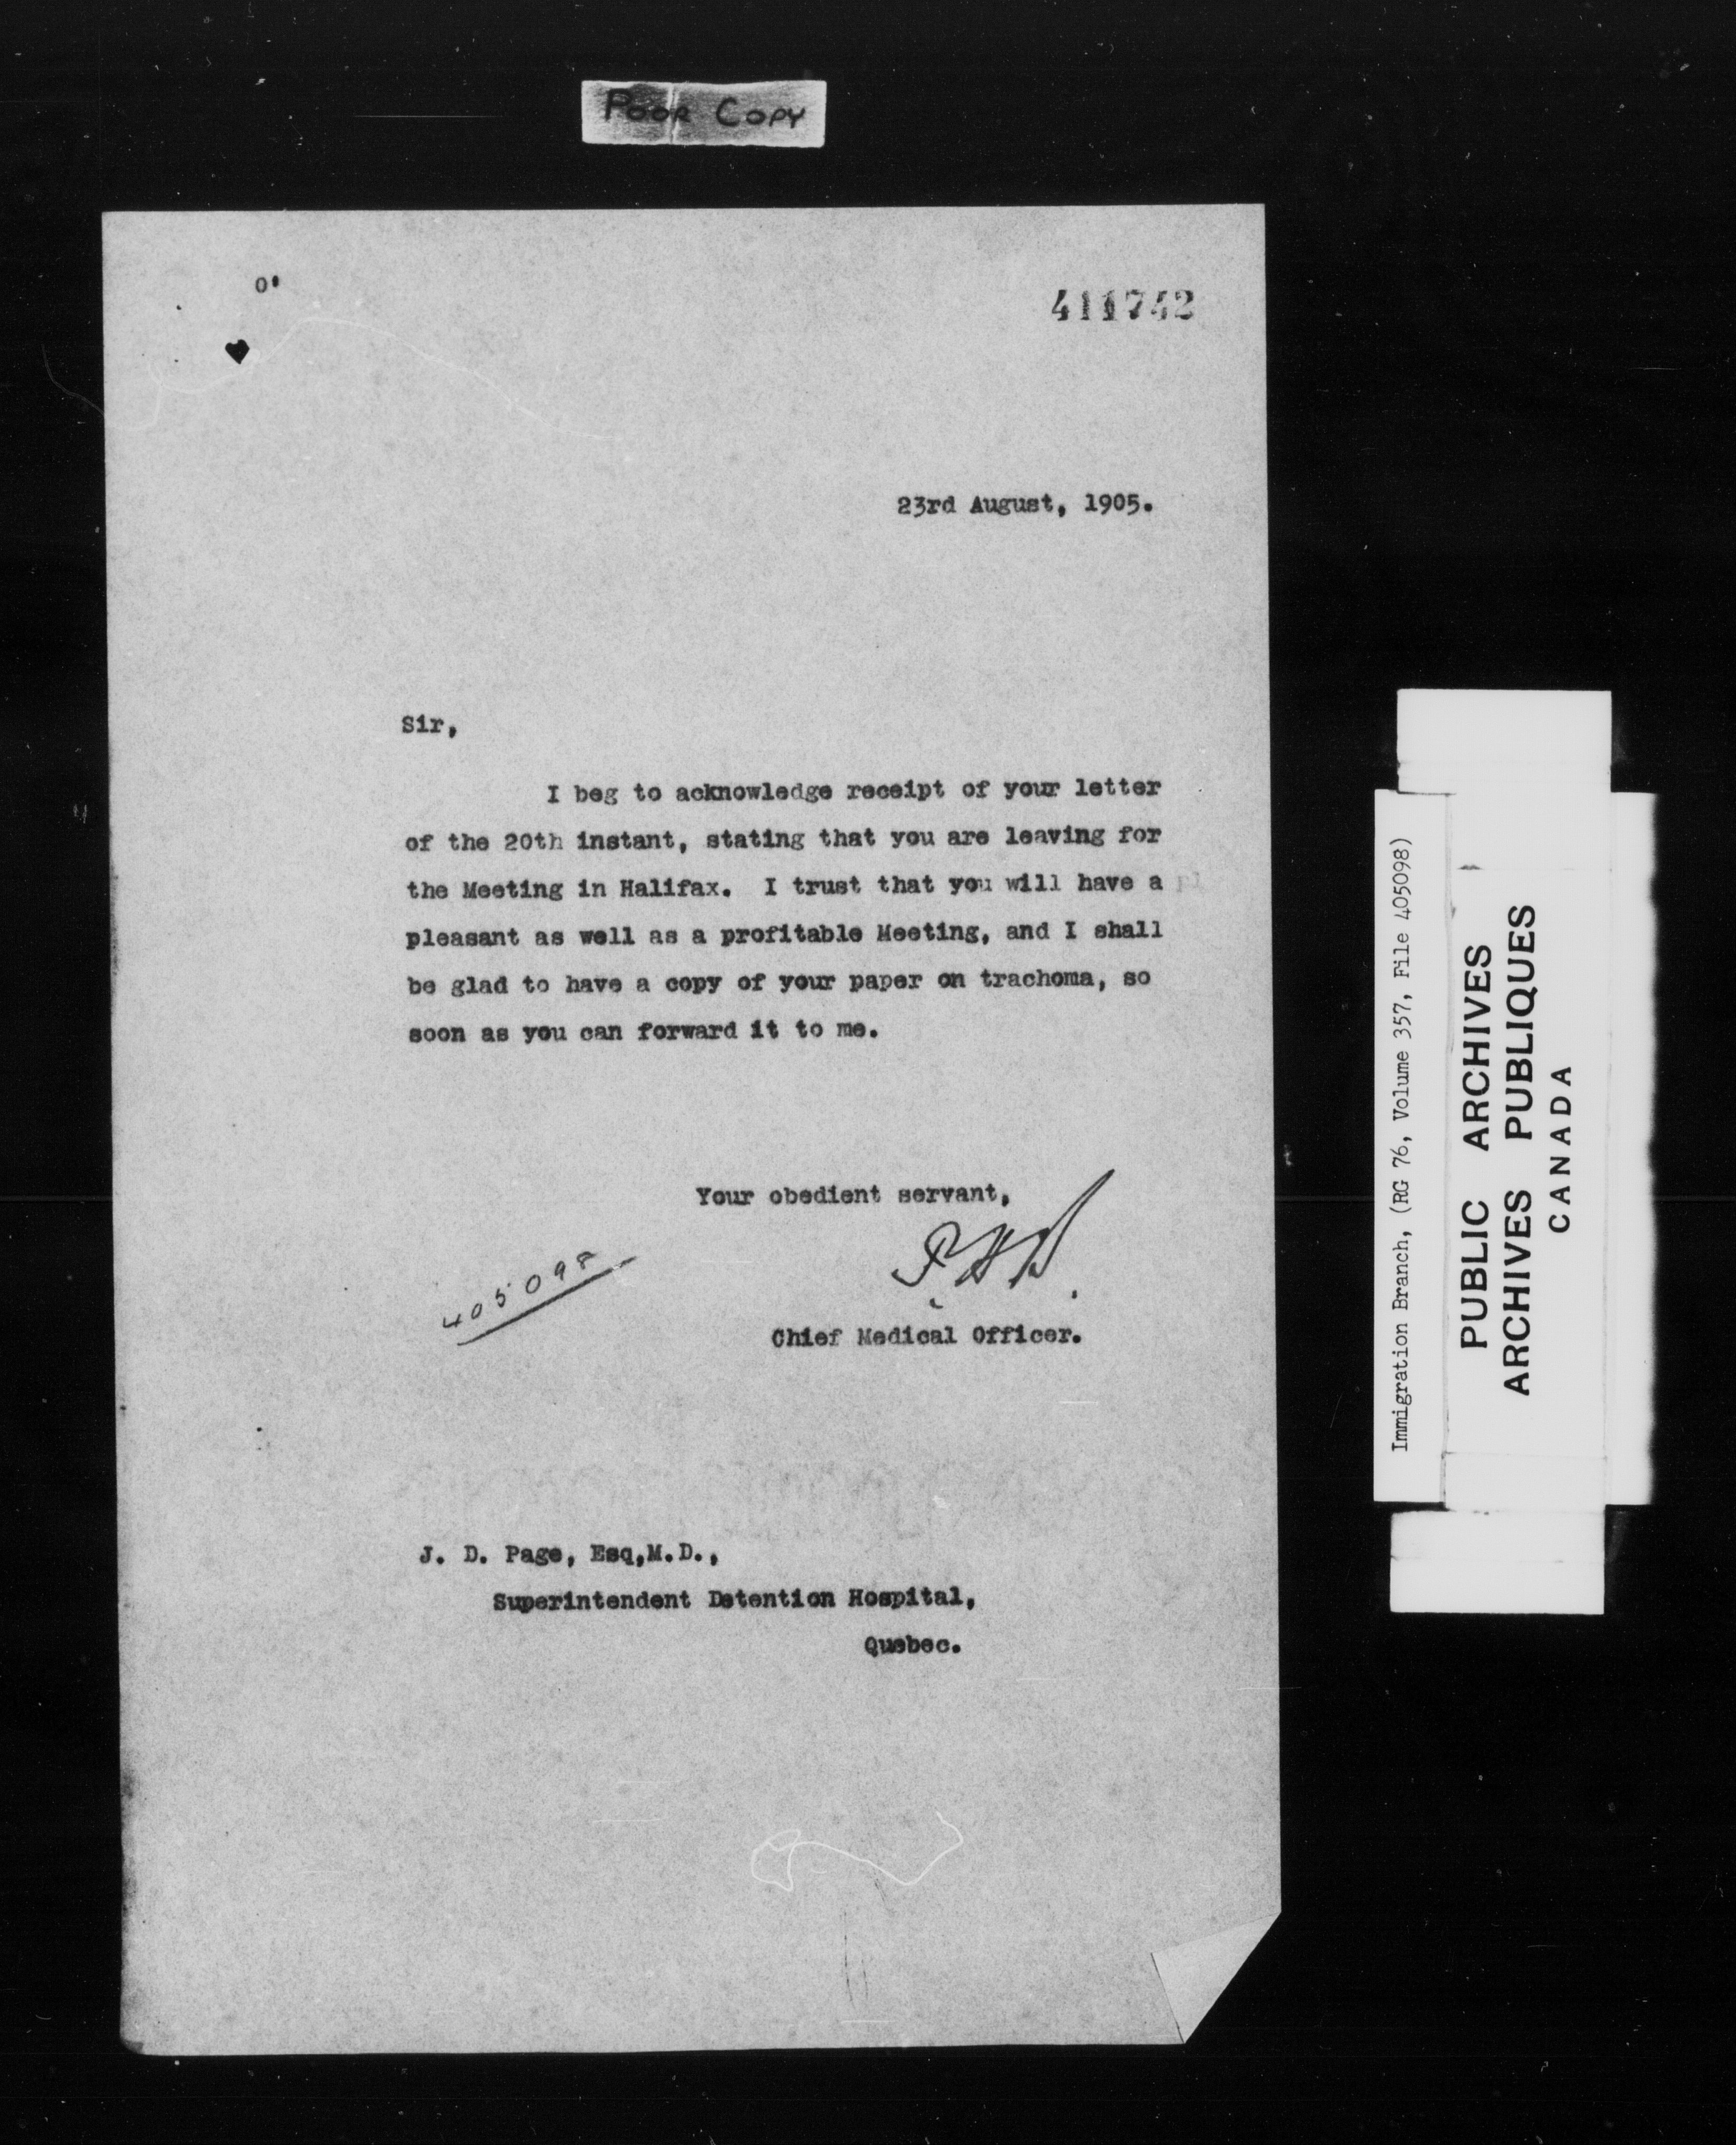 POOR COPY
411742
23rd August, 1905.
Sir,
I beg to acknowledge receipt of your letter
of the 20th instant, stating that you are leaving for
the Meeting in Halifax. I trust that you will have a pl
pleasant as well as a profitable Meeting, and I shall
be glad to have a copy of your paper on trachoma, so
soon as you can forward it to me.
Your obedient servant,
Chief Medical Officer.
405098
J. D. Page, Esq,M.D.,
Superintendent Detention Hospital,
Quebec.
Immigration Branch, (RG 76, Volume 357, File 405098)
PUBLIC ARCHIVES
ARCHIVES PUBLIQUES
CANADA